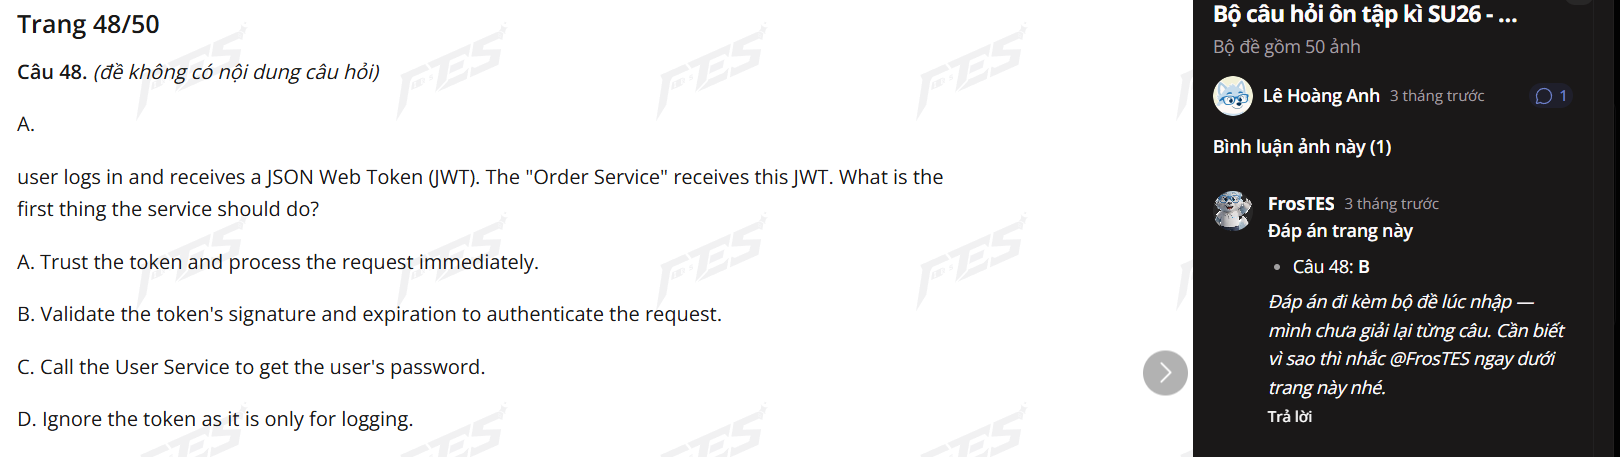 Trang 48/50
Câu 48. (đề không có nội dung câu hỏi)
A.
user logs in and receives a JSON Web Token (JWT). The "Order Service" receives this JWT. What is the
first thing the service should do?
A. Trust the token and process the request immediately.
B. Validate the token's signature and expiration to authenticate the request.
C. Call the User Service to get the user's password.
D. Ignore the token as it is only for logging.
Bộ câu hỏi ôn tập kì SU26 - ...
Bộ đề gồm 50 ảnh
Lê Hoàng Anh 3 tháng trước 1
Bình luận ảnh này (1)
FrosTES 3 tháng trước
Đáp án trang này
• Câu 48: B
Đáp án đi kèm bộ đề lúc nhập —
mình chưa giải lại từng câu. Cần biết
vì sao thì nhắc @FrosTES ngay dưới
trang này nhé.
Trả lời